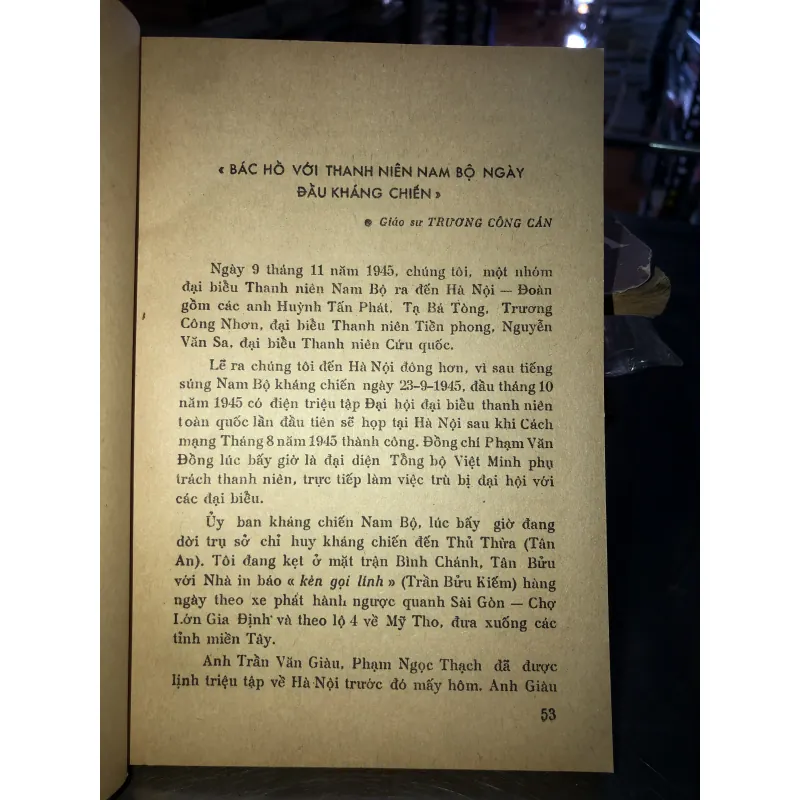 « BÁC HỒ VỚI THANH NIÊN NAM BỘ NGÀY
ĐẦU KHÁNG CHIẾN »
● Giáo sư TRƯƠNG CÔNG CÁN
Ngày 9 tháng 11 năm 1945, chúng tôi, một nhóm
đại biểu Thanh niên Nam Bộ ra đến Hà Nội — Đoàn
gồm các anh Huỳnh Tấn Phát, Tạ Bá Tòng, Trương
Công Nhơn, đại biểu Thanh niên Tiền phong, Nguyễn
Văn Sa, đại biểu Thanh niên Cứu quốc.
Lẽ ra chúng tôi đến Hà Nội đông hơn, vì sau tiếng
súng Nam Bộ kháng chiến ngày 23-9-1945, đầu tháng 10
năm 1945 có điện triệu tập Đại hội đại biểu thanh niên
toàn quốc lần đầu tiên sẽ họp tại Hà Nội sau khi Cách
mạng Tháng 8 năm 1945 thành công. Đồng chí Phạm Văn
Đồng lúc bấy giờ là đại diện Tổng bộ Việt Minh phụ
trách thanh niên, trực tiếp làm việc trù bị đại hội với
các đại biểu.
Ủy ban kháng chiến Nam Bộ, lúc bấy giờ đang
dời trụ sở chỉ huy kháng chiến đến Thủ Thừa (Tân
An). Tôi đang kẹt ở mặt trận Bình Chánh, Tân Bửu
với Nhà in báo « kèn gọi lính » (Trần Bửu Kiếm) hàng
ngày theo xe phát hành ngược quanh Sài Gòn — Chợ
Lớn Gia Định và theo lộ 4 về Mỹ Tho, đưa xuống các
tỉnh miền Tây.
Anh Trần Văn Giàu, Phạm Ngọc Thạch đã được
lịnh triệu tập về Hà Nội trước đó mấy hôm. Anh Giàu
53